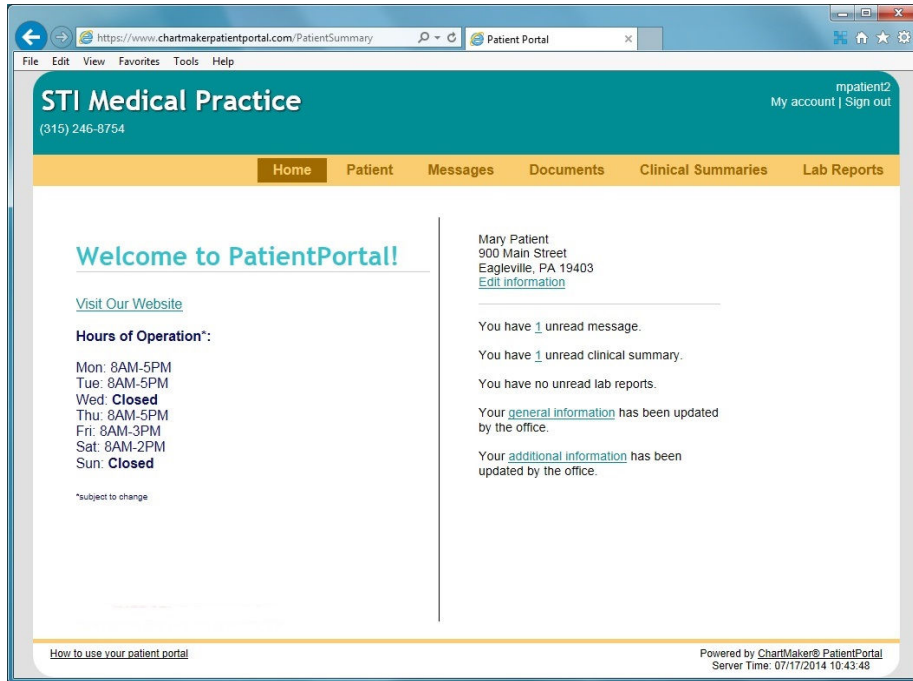 https://www.chartmakerpatientportal.com/PatientSummary
Patient Portal
File Edit View Favorites Tools Help
STI Medical Practice
(315) 246-8754
mpatient2
My account | Sign out
Home Patient Messages Documents Clinical Summaries Lab Reports
Welcome to PatientPortal!
Visit Our Website
Hours of Operation*:
Mon: 8AM-5PM
Tue: 8AM-5PM
Wed: Closed
Thu: 8AM-5PM
Fri: 8AM-3PM
Sat: 8AM-2PM
Sun: Closed
*subject to change
Mary Patient
900 Main Street
Eagleville, PA 19403
Edit information
You have 1 unread message.
You have 1 unread clinical summary.
You have no unread lab reports.
Your general information has been updated
by the office.
Your additional information has been
updated by the office.
How to use your patient portal
Powered by ChartMaker® PatientPortal
Server Time: 07/17/2014 10:43:48